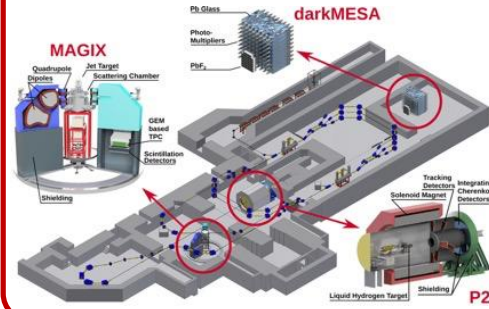 Pb Glass
darkMESA
Photo-
Multipliers
PbF₂
MAGIX
Jet Target
Quadrupole
Scattering Chamber
Dipoles
GEM
based
TPC
Scintillation
Detectors
Shielding
Tracking
Detectors
Integrating
Cherenko
Detectors
Solenoid Magnet
Liquid Hydrogen Target
Shielding
P2